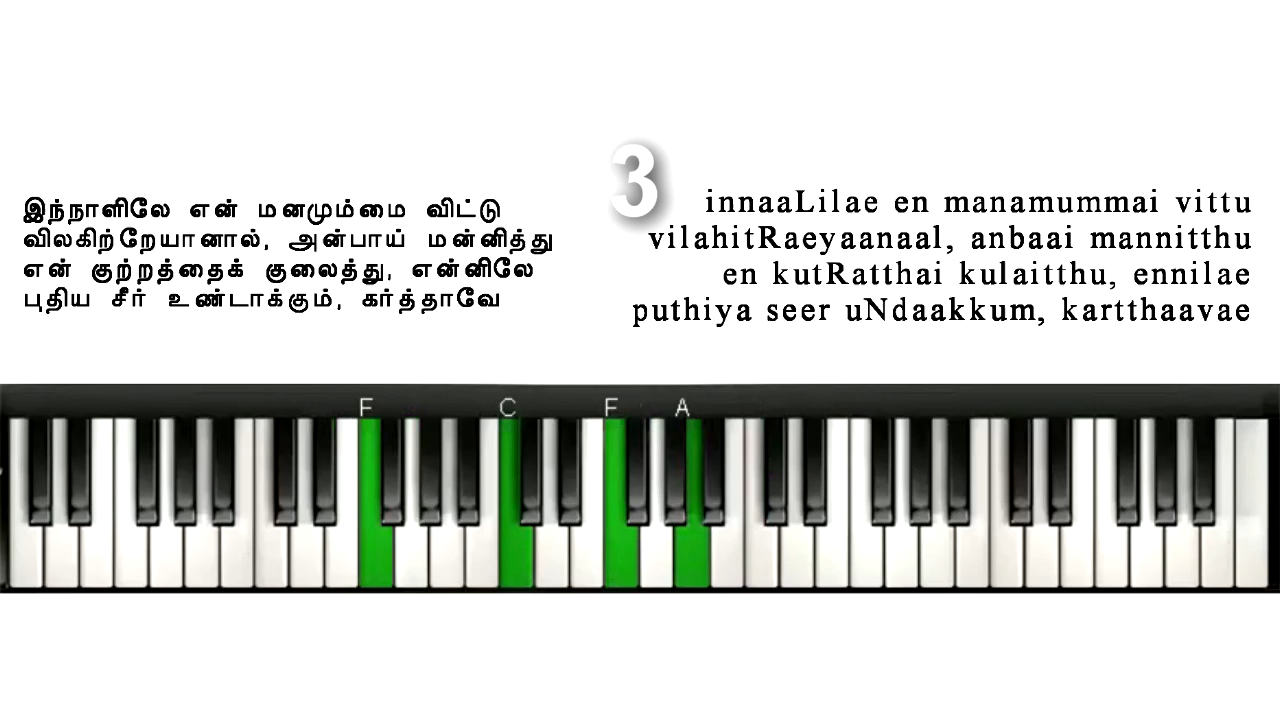 இந்நாளிலே என் மனமும்மை விட்டு
விலகிற்றேயானால், அன்பாய் மன்னித்து
என் குற்றத்தைக் குலைத்து, என்னிலே
புதிய சீர் உண்டாக்கும், கர்த்தாவே
3
innaaLilae en manamummai vittu
vilahitRaeyaanaal, anbaai mannitthu
en kutRatthai kulaitthu, ennilae
puthiya seer uNdaakkum, kartthaavae
F C F A